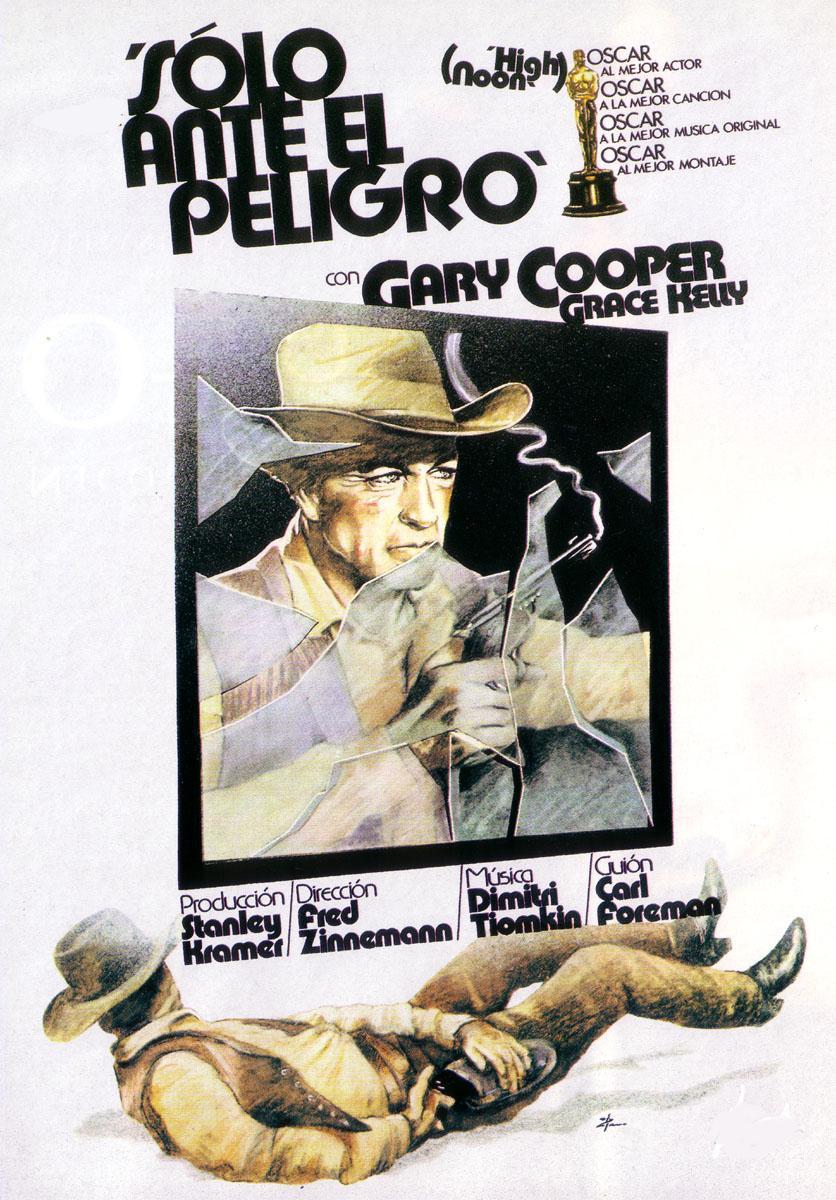 'SÓLO
ANTE EL
PELIGRO'
('High
Noon')
OSCAR
AL MEJOR ACTOR
OSCAR
A LA MEJOR CANCION
OSCAR
A LA MEJOR MUSICA ORIGINAL
OSCAR
AL MEJOR MONTAJE
CON GARY COOPER
GRACE KELLY
Producción
Stanley
Kramer
Dirección
Fred
Zinnemann
Música
Dimitri
Tiomkin
Guión
Carl
Foreman